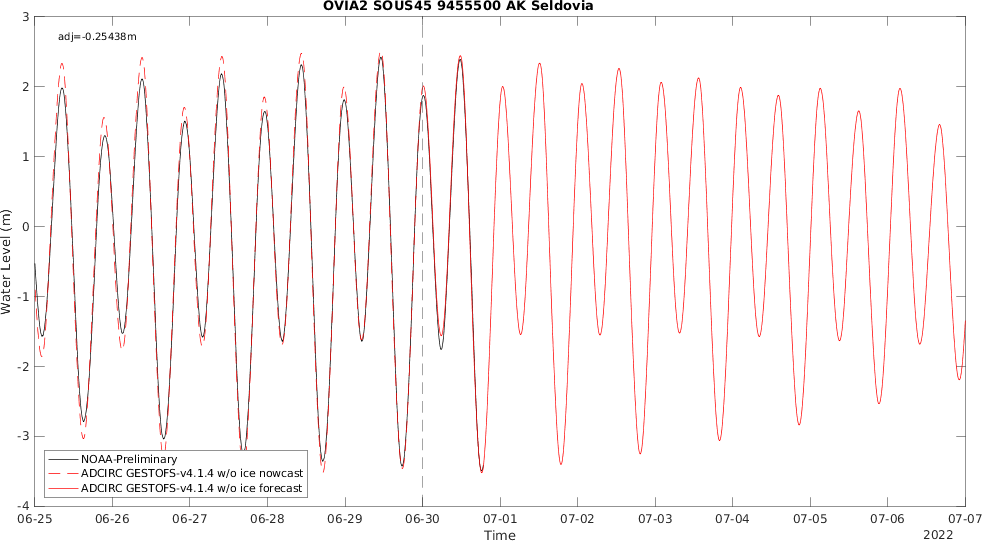 OVIA2 SOUS45 9455500 AK Seldovia
adj=-0.25438m
Water Level (m)
3
2
1
0
-1
-2
-3
-4
NOAA-Preliminary
ADCIRC GESTOFS-v4.1.4 w/o ice nowcast
ADCIRC GESTOFS-v4.1.4 w/o ice forecast
06-25 06-26 06-27 06-28 06-29 06-30 07-01 07-02 07-03 07-04 07-05 07-06 07-07
Time
2022